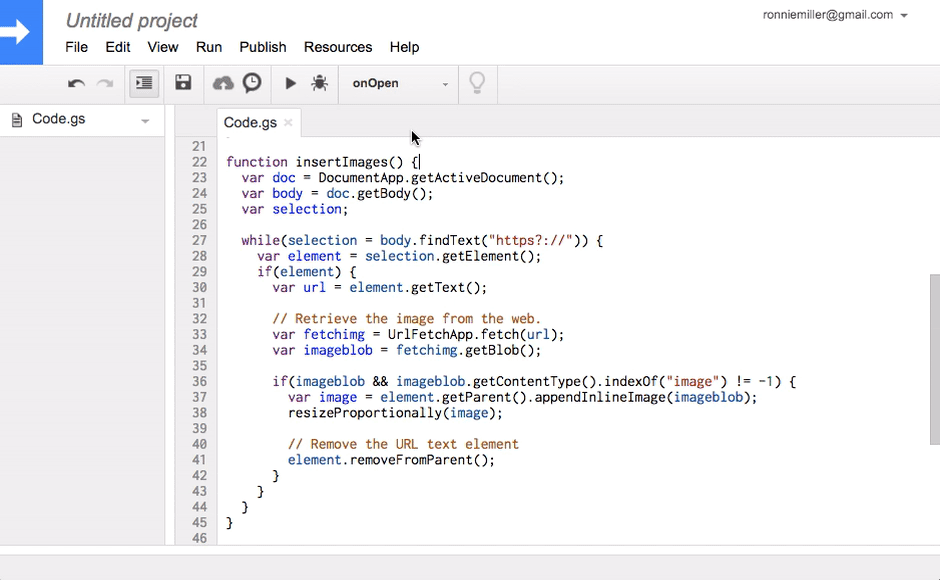 Untitled project
ronniemiller@gmail.com
File Edit View Run Publish Resources Help
onOpen
Code.gs
Code.gs ×
21
22 function insertImages() {
23 var doc = DocumentApp.getActiveDocument();
24 var body = doc.getBody();
25 var selection;
26
27 while(selection = body.findText("https?://")) {
28 var element = selection.getElement();
29 if(element) {
30 var url = element.getText();
31
32 // Retrieve the image from the web.
33 var fetchimg = UrlFetchApp.fetch(url);
34 var imageblob = fetchimg.getBlob();
35
36 if(imageblob && imageblob.getContentType().indexOf("image") != -1) {
37 var image = element.getParent().appendInlineImage(imageblob);
38 resizeProportionally(image);
39
40 // Remove the URL text element
41 element.removeFromParent();
42 }
43 }
44 }
45 }
46